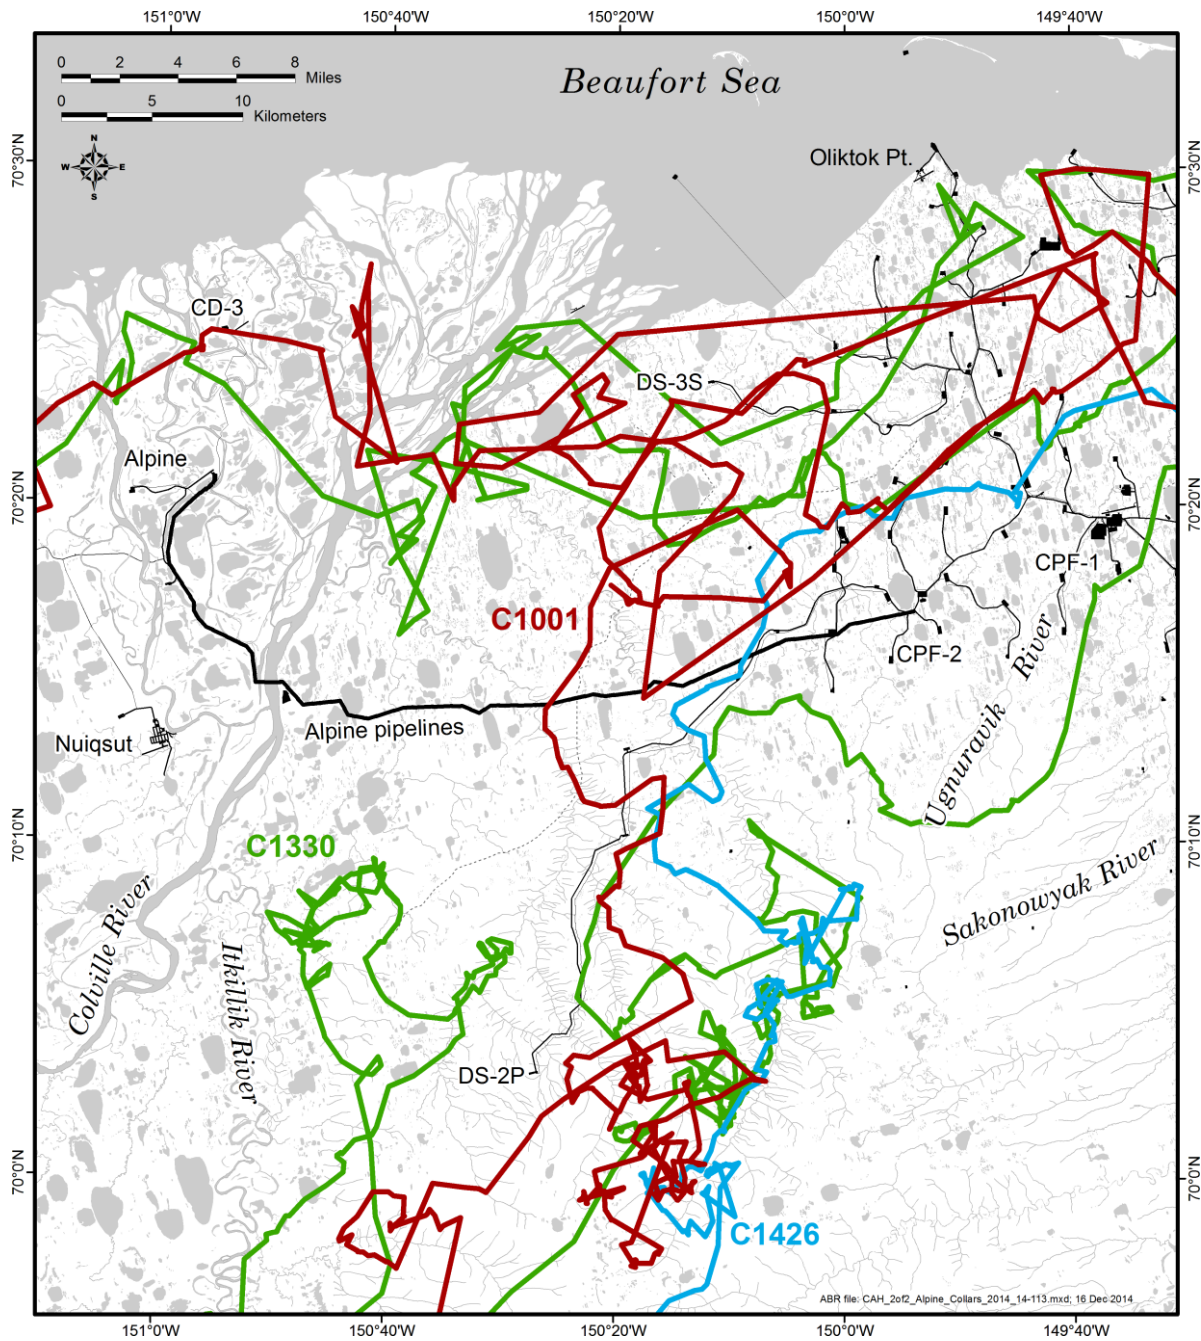 151°0'W 150°40'W 150°20'W 150°0'W 149°40'W
0 2 4 6 8
Miles
0 5 10
Kilometers
N
W E
S
Beaufort Sea
70°30'N
70°30'N
Oliktok Pt.
CD-3
DS-3S
Alpine
70°20'N
70°20'N
CPF-1
C1001
CPF-2
Alpine pipelines
Nuiqsut
Ugnuravik River
70°10'N
70°10'N
C1330
Sakonowyak River
Colville River
Itkillik River
DS-2P
70°0'N
70°0'N
C1426
ABR file: CAH_2of2_Alpine_Collars_2014_14-113.mxd; 16 Dec 2014
151°0'W 150°40'W 150°20'W 150°0'W 149°40'W